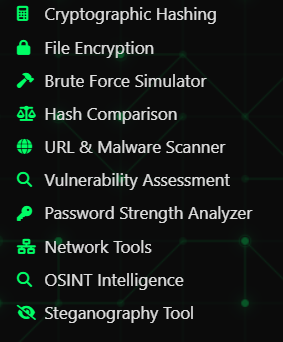 Cryptographic Hashing
File Encryption
Brute Force Simulator
Hash Comparison
URL & Malware Scanner
Vulnerability Assessment
Password Strength Analyzer
Network Tools
OSINT Intelligence
Steganography Tool